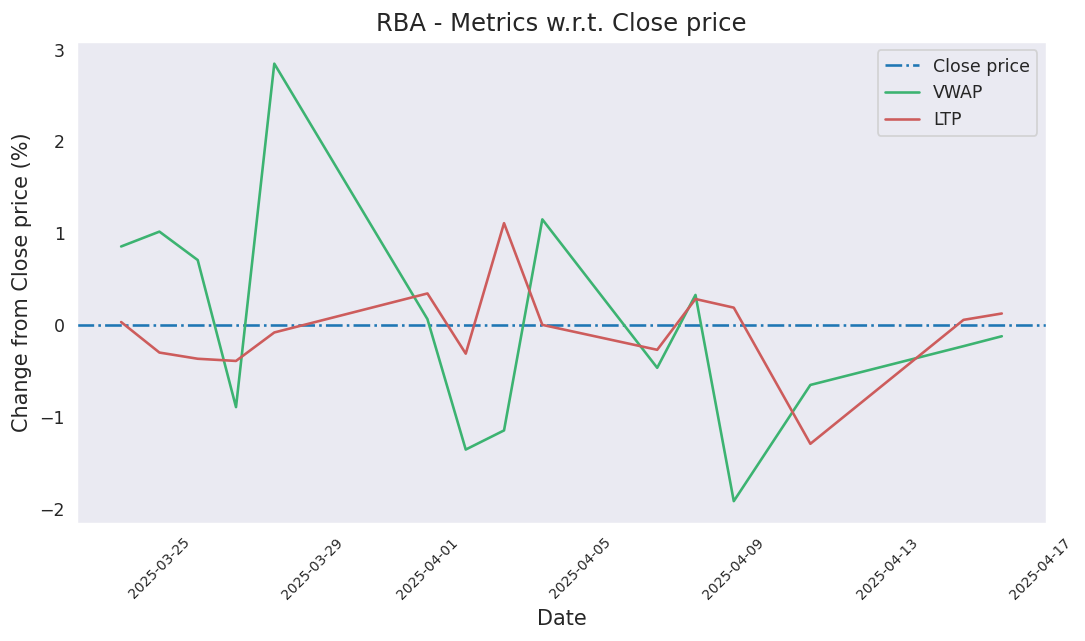 RBA - Metrics w.r.t. Close price
Close price
VWAP
LTP
Change from Close price (%)
3
2
1
0
−1
−2
2025-03-25
2025-03-29
2025-04-01
2025-04-05
2025-04-09
2025-04-13
2025-04-17
Date